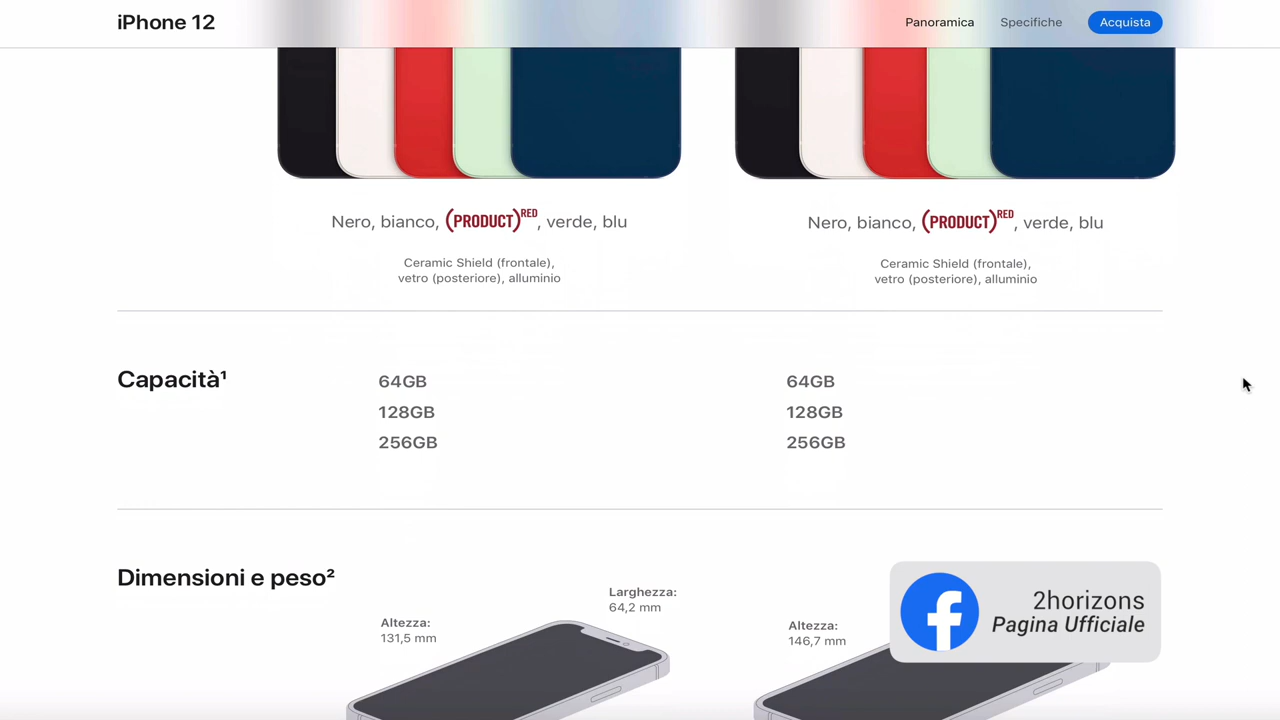 iPhone 12
Panoramica
Specifiche
Acquista
Nero, bianco, (PRODUCT)RED, verde, blu
Ceramic Shield (frontale),
vetro (posteriore), alluminio
Nero, bianco, (PRODUCT)RED, verde, blu
Ceramic Shield (frontale),
vetro (posteriore), alluminio
Capacità¹
64GB
128GB
256GB
64GB
128GB
256GB
Dimensioni e peso²
Altezza:
131,5 mm
Larghezza:
64,2 mm
Altezza:
146,7 mm
2horizons
Pagina Ufficiale